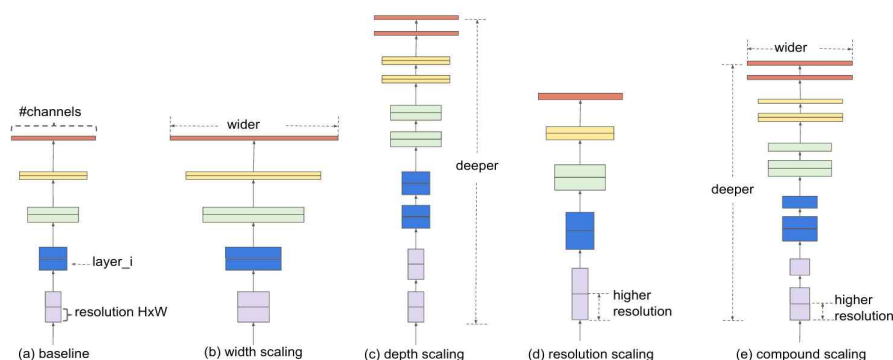 #channels
layer_i
resolution HxW
(a) baseline
wider
(b) width scaling
deeper
(c) depth scaling
higher
resolution
(d) resolution scaling
wider
deeper
higher
resolution
(e) compound scaling